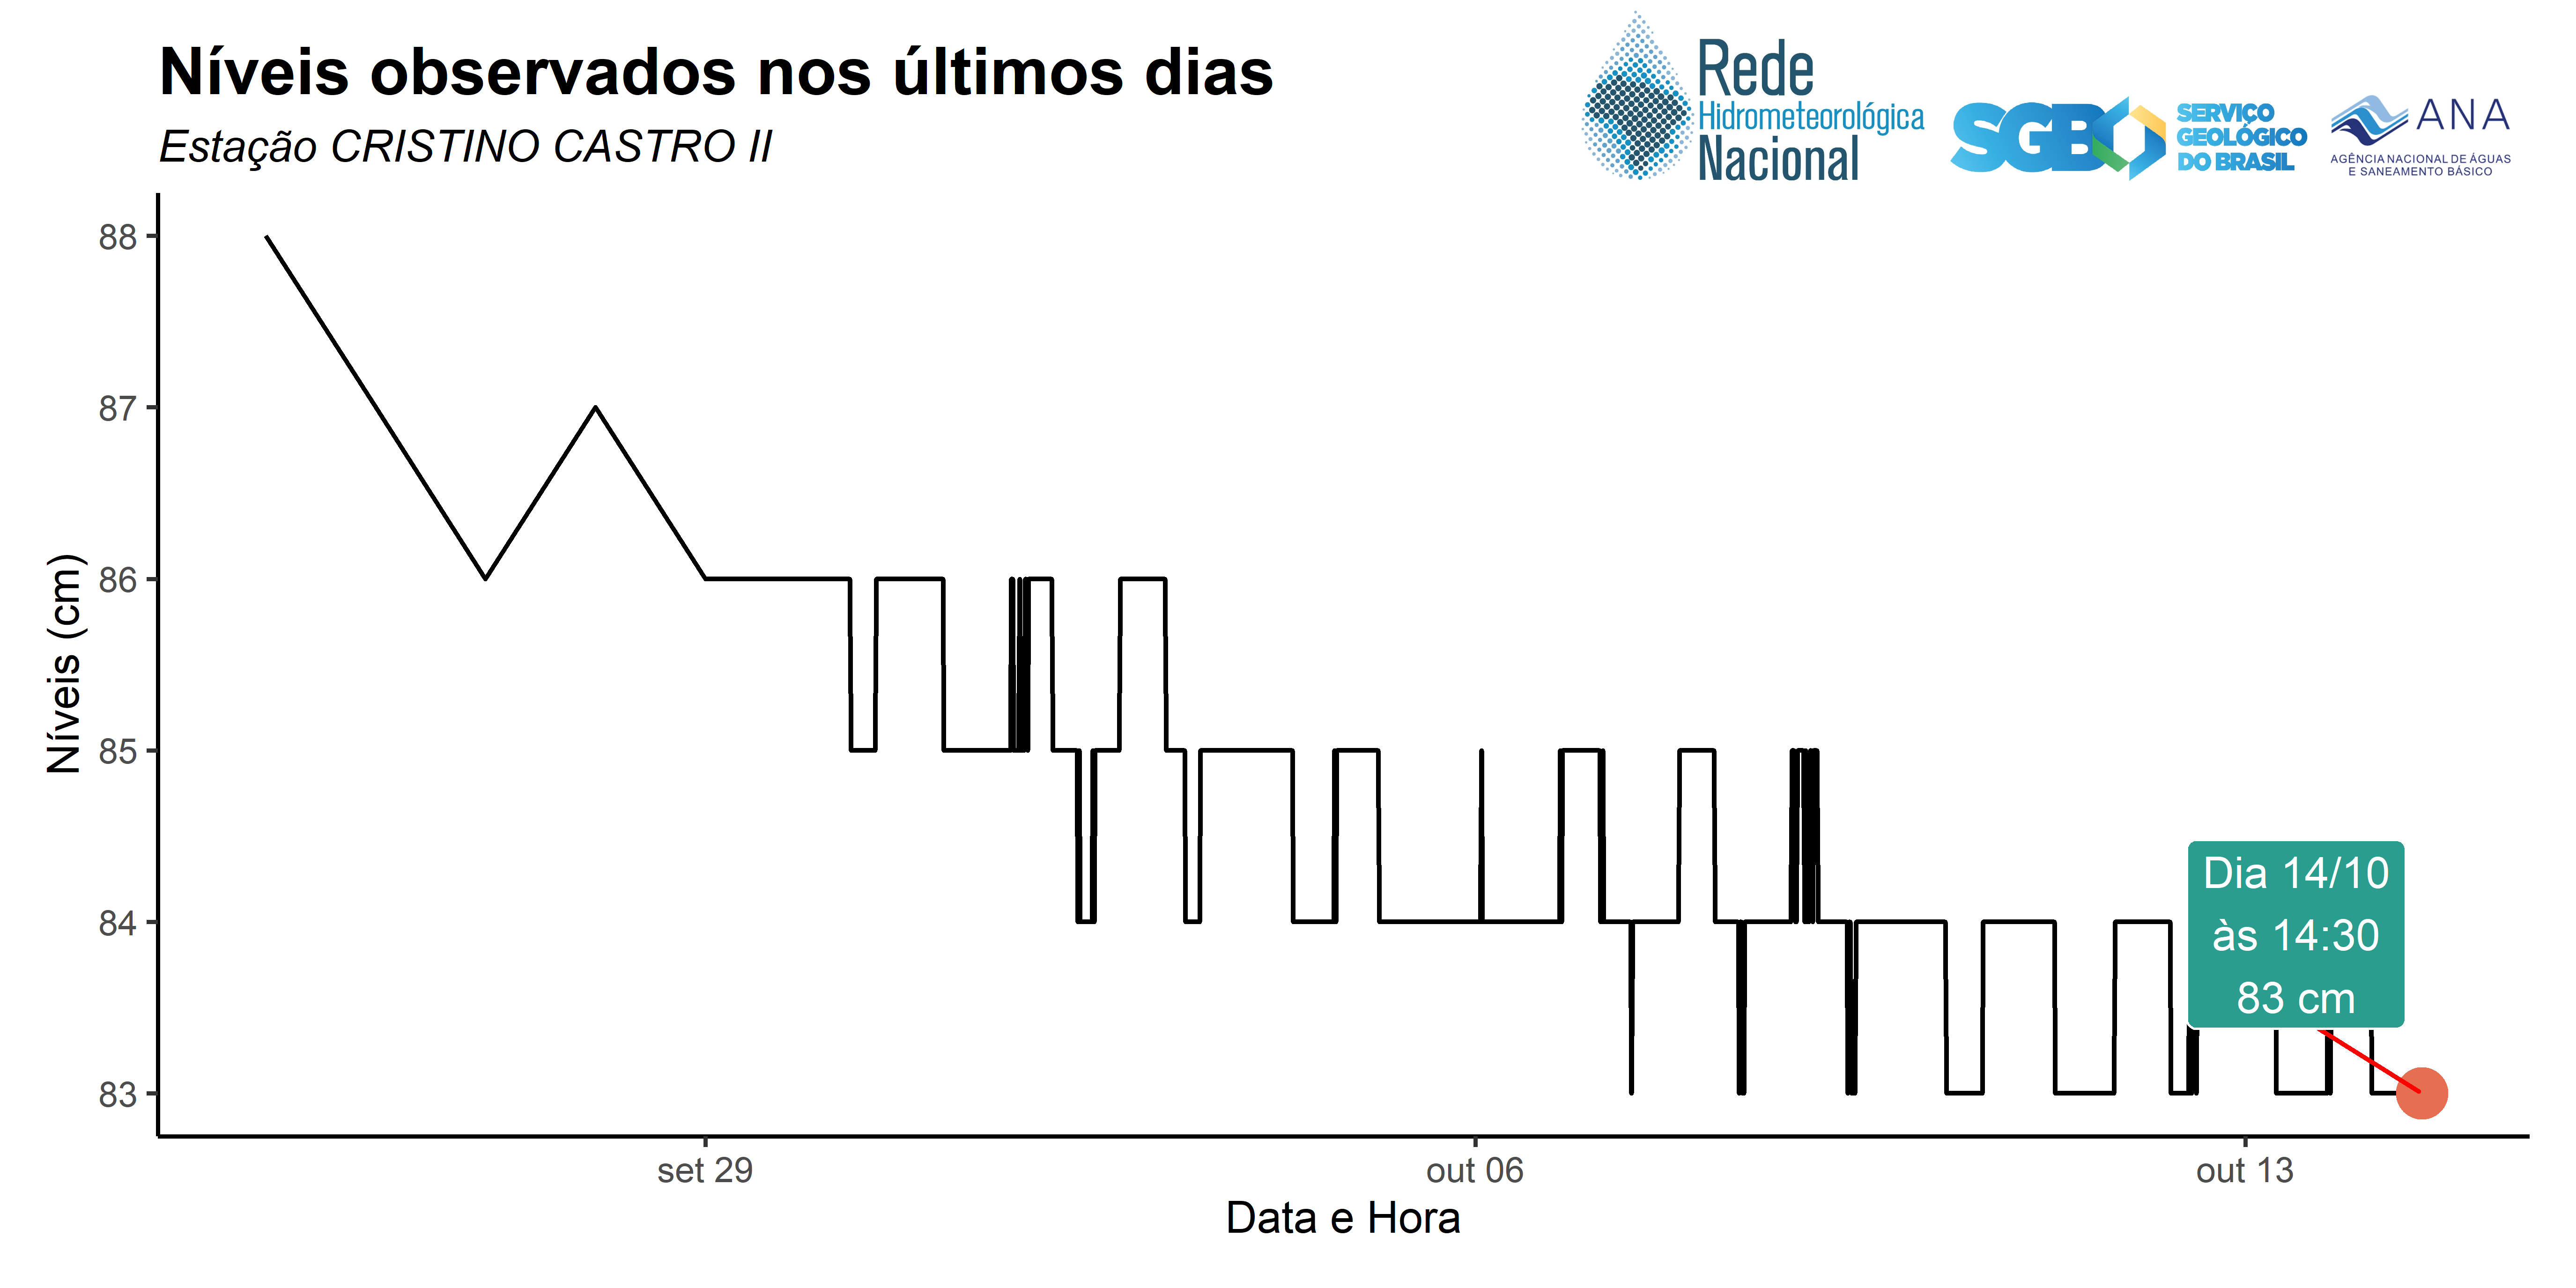 Níveis observados nos últimos dias
Estação CRISTINO CASTRO II
Rede
Hidrometeorológica
Nacional
SGB
SERVIÇO
GEOLÓGICO
DO BRASIL
ANA
AGÊNCIA NACIONAL DE ÁGUAS
E SANEAMENTO BÁSICO
Níveis (cm)
88
87
86
85
84
83
Dia 14/10
às 14:30
83 cm
set 29
out 06
out 13
Data e Hora